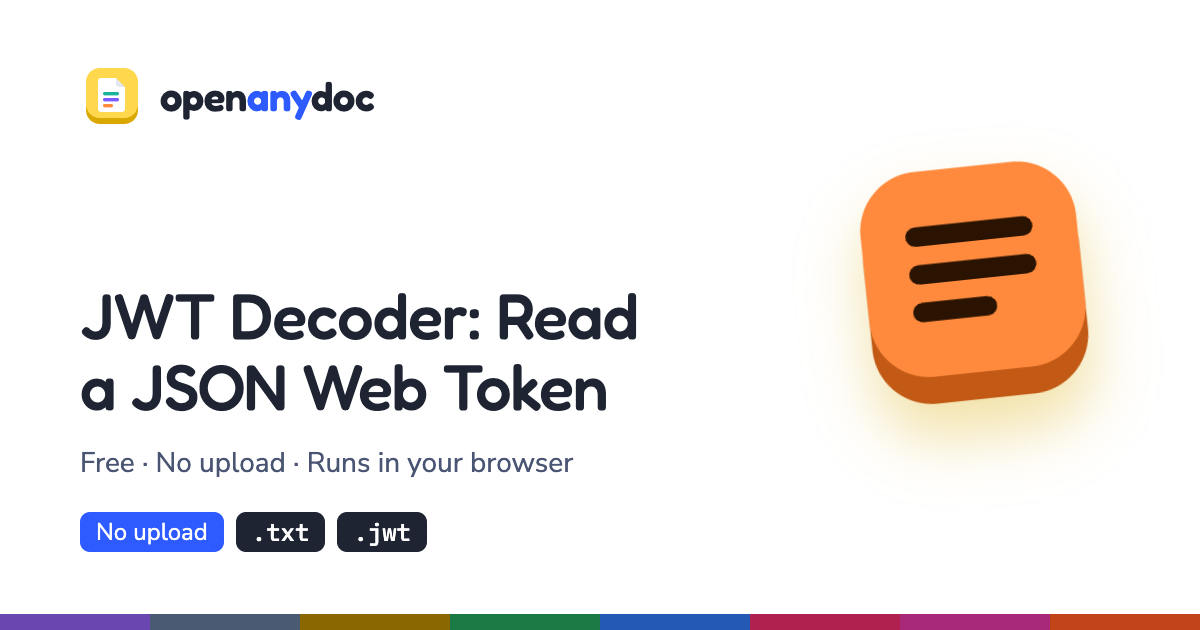 openanydoc
JWT Decoder: Read
a JSON Web Token
Free · No upload · Runs in your browser
No upload .txt .jwt